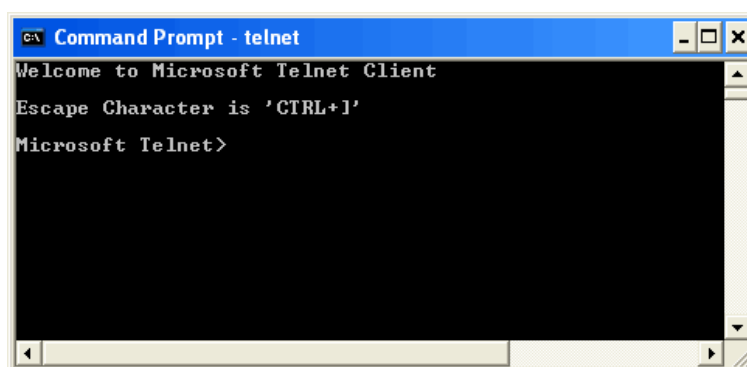 Command Prompt - telnet
Welcome to Microsoft Telnet Client
Escape Character is 'CTRL+]'
Microsoft Telnet>